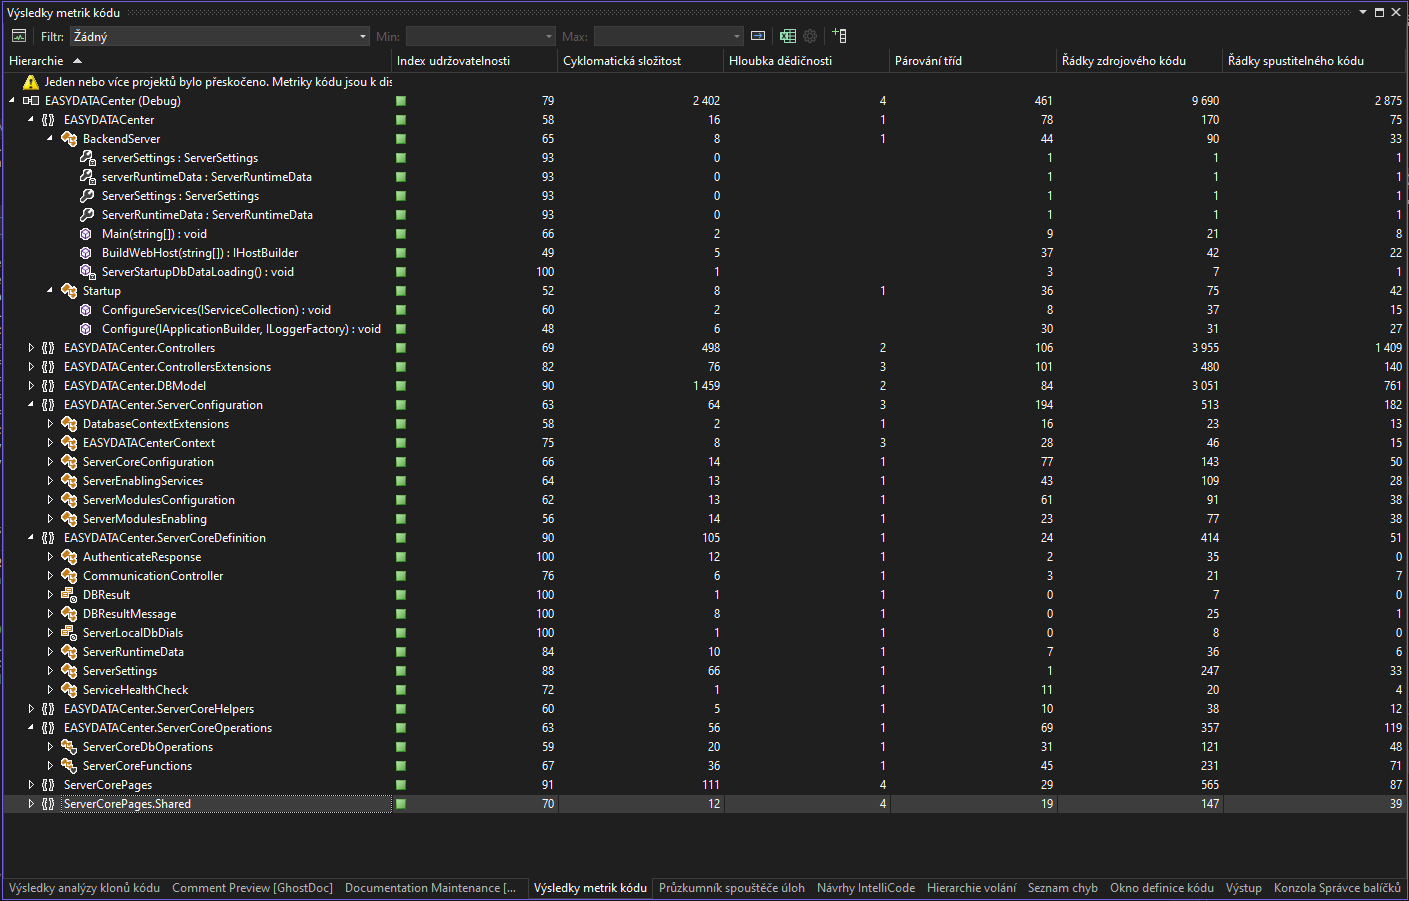 Výsledky metrik kódu
Filtr: Žádný Min: Max:
Hierarchie Index udržovatelnosti Cyklomatická složitost Hloubka dědičnosti Párování tříd Řádky zdrojového kódu Řádky spustitelného kódu
Jeden nebo více projektů bylo přeskočeno. Metriky kódu jsou k dis
EASYDATACenter (Debug) 79 2 402 4 461 9 690 2 875
EASYDATACenter 58 16 1 78 170 75
BackendServer 65 8 1 44 90 33
serverSettings : ServerSettings 93 0 1 1 1
serverRuntimeData : ServerRuntimeData 93 0 1 1 1
ServerSettings : ServerSettings 93 0 1 1 1
ServerRuntimeData : ServerRuntimeData 93 0 1 1 1
Main(string[]) : void 66 2 9 21 8
BuildWebHost(string[]) : IHostBuilder 49 5 37 42 22
ServerStartupDbDataLoading() : void 100 1 3 7 1
Startup 52 8 1 36 75 42
ConfigureServices(IServiceCollection) : void 60 2 8 37 15
Configure(IApplicationBuilder, ILoggerFactory) : void 48 6 30 31 27
EASYDATACenter.Controllers 69 498 2 106 3 955 1 409
EASYDATACenter.ControllersExtensions 82 76 3 101 480 140
EASYDATACenter.DBModel 90 1 459 2 84 3 051 761
EASYDATACenter.ServerConfiguration 63 64 3 194 513 182
DatabaseContextExtensions 58 2 1 16 23 13
EASYDATACenterContext 75 8 3 28 46 15
ServerCoreConfiguration 66 14 1 77 143 50
ServerEnablingServices 64 13 1 43 109 28
ServerModulesConfiguration 62 13 1 61 91 38
ServerModulesEnabling 56 14 1 23 77 38
EASYDATACenter.ServerCoreDefinition 90 105 1 24 414 51
AuthenticateResponse 100 12 1 2 35 0
CommunicationController 76 6 1 3 21 7
DBResult 100 1 1 0 7 0
DBResultMessage 100 8 1 0 25 1
ServerLocalDbDials 100 1 1 0 8 0
ServerRuntimeData 84 10 1 7 36 6
ServerSettings 88 66 1 1 247 33
ServiceHealthCheck 72 1 1 11 20 4
EASYDATACenter.ServerCoreHelpers 60 5 1 10 38 12
EASYDATACenter.ServerCoreOperations 63 56 1 69 357 119
ServerCoreDbOperations 59 20 1 31 121 48
ServerCoreFunctions 67 36 1 45 231 71
ServerCorePages 91 111 4 29 565 87
ServerCorePages.Shared 70 12 4 19 147 39
Výsledky analýzy klonů kódu Comment Preview [GhostDoc] Documentation Maintenance [... Výsledky metrik kódu Průzkumník spouštěče úloh Návrhy IntelliCode Hierarchie volání Seznam chyb Okno definice kódu Výstup Konzola Správce balíčků